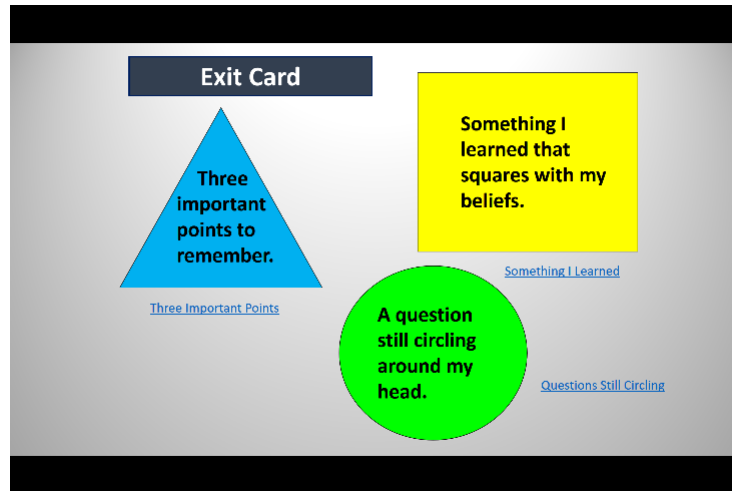 Exit Card
Three
important
points to
remember.
Three Important Points
Something I
learned that
squares with my
beliefs.
Something I Learned
A question
still circling
around my
head.
Questions Still Circling